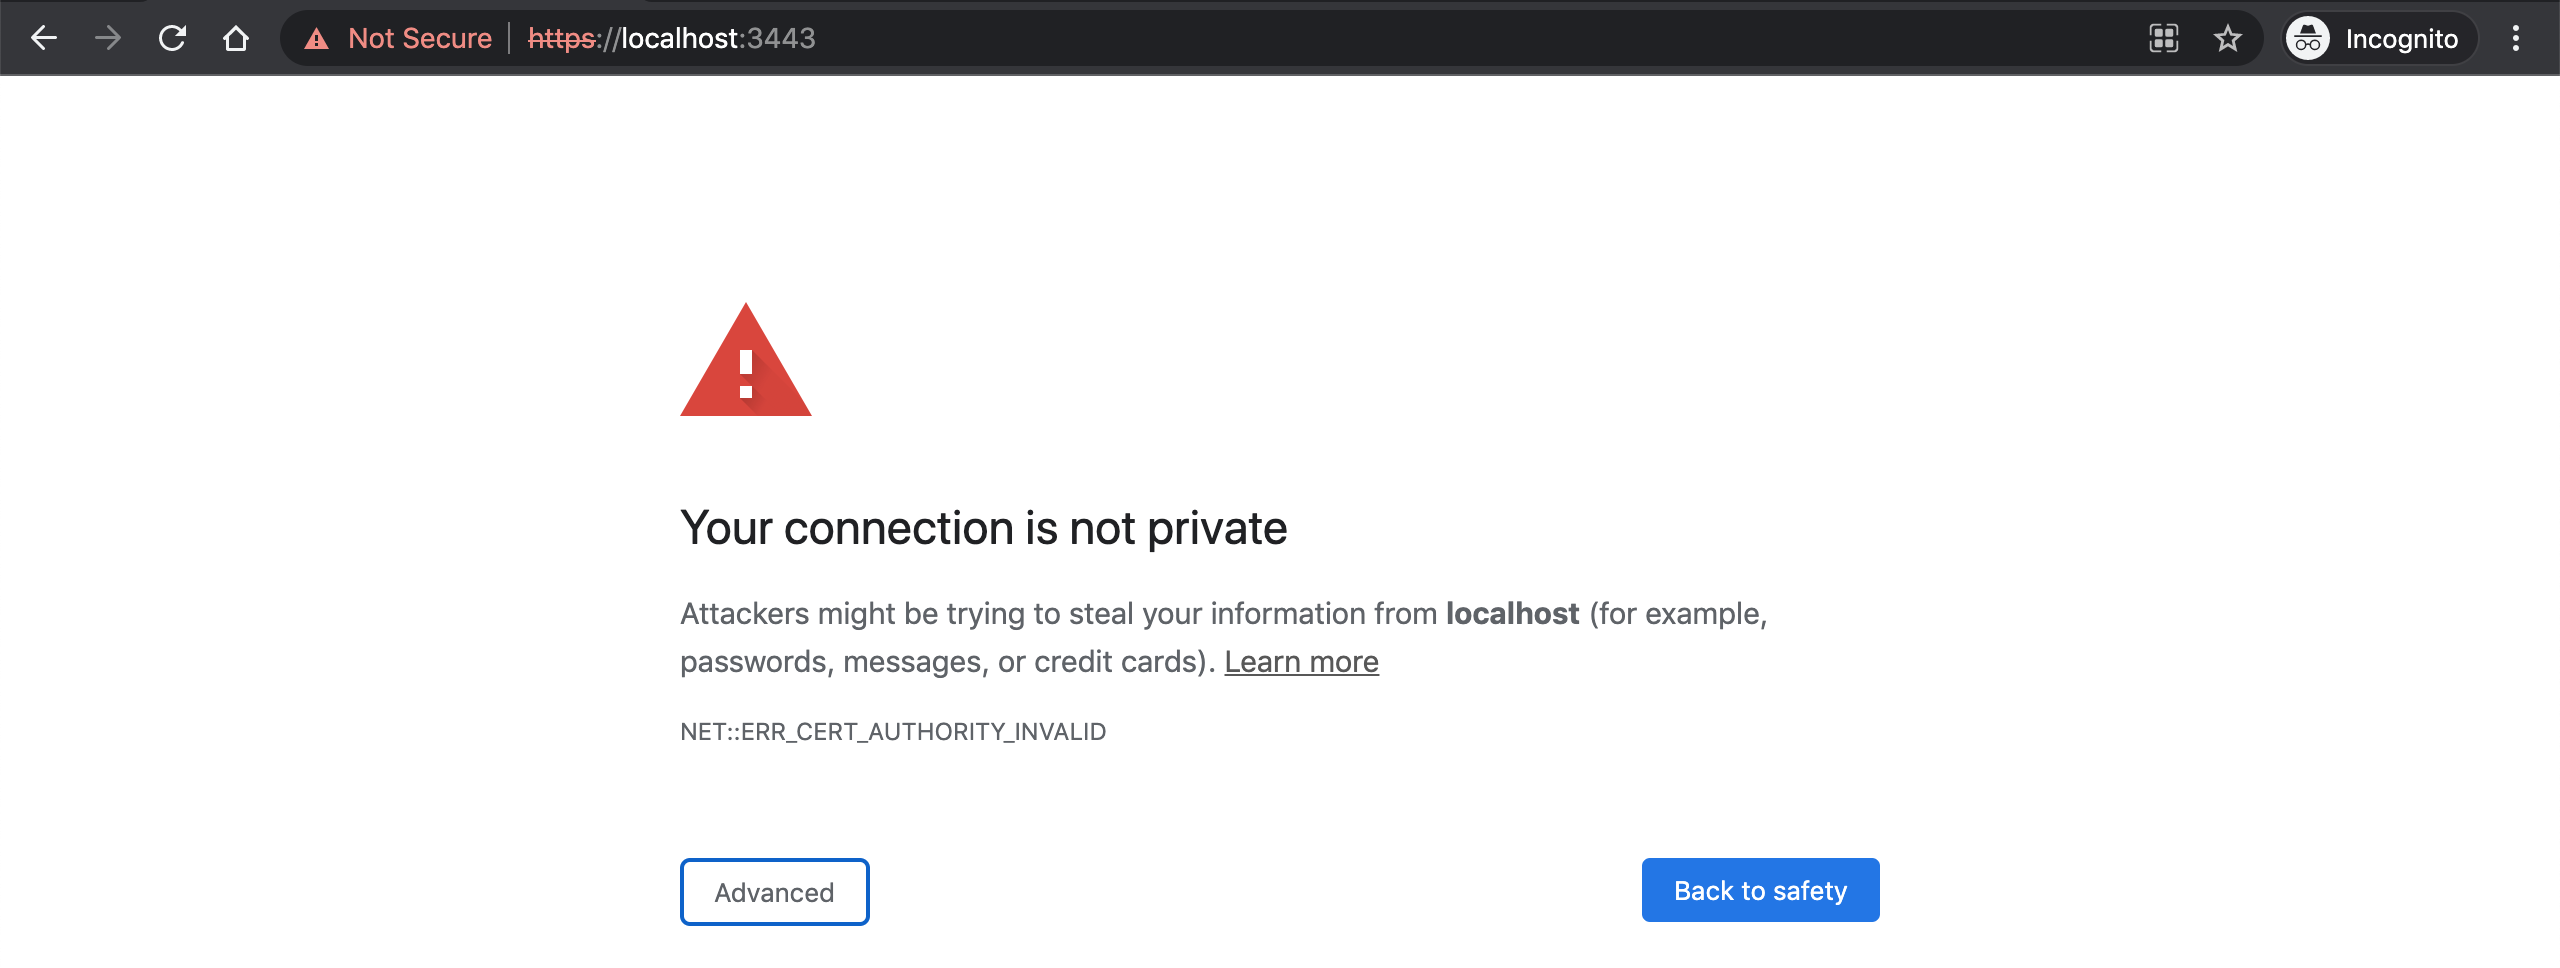 Not Secure | https://localhost:3443
Incognito
Your connection is not private
Attackers might be trying to steal your information from localhost (for example,
passwords, messages, or credit cards). Learn more
NET::ERR_CERT_AUTHORITY_INVALID
Advanced
Back to safety